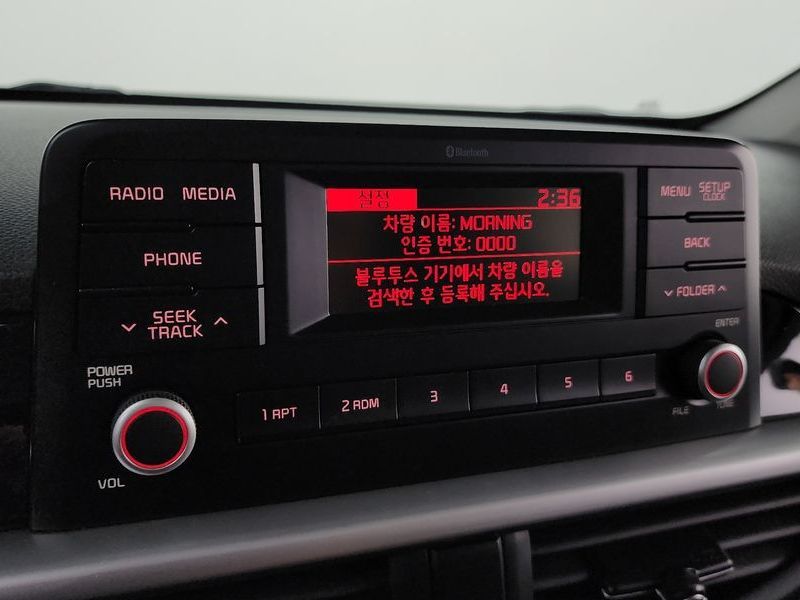 Bluetooth
RADIO MEDIA
PHONE
SEEK
TRACK
POWER
PUSH
VOL
설정 2:36
차량 이름: MORNING
인증 번호: 0000
블루투스 기기에서 차량 이름을
검색한 후 등록해 주십시오.
1 RPT 2 RDM 3 4 5 6
MENU SETUP
CLOCK
BACK
FOLDER
ENTER
FILE TUNE